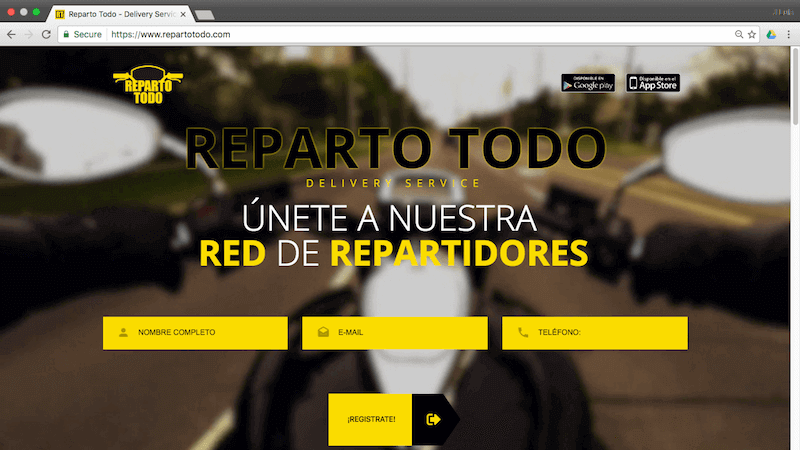 Reparto Todo - Delivery Servic
Secure
https://www.repartotodo.com
REPARTO
TODO
DISPONIBLE EN
Google play
Disponible en el
App Store
REPARTO TODO
DELIVERY SERVICE
ÚNETE A NUESTRA
RED DE REPARTIDORES
NOMBRE COMPLETO
E-MAIL
TELÉFONO:
¡REGISTRATE!